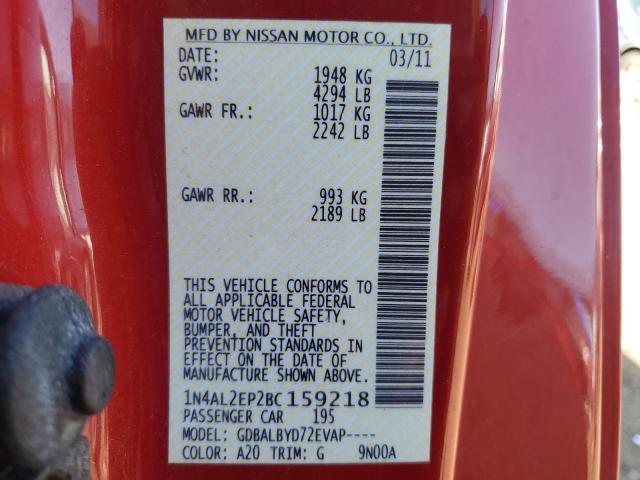 MFD BY NISSAN MOTOR CO., LTD.
DATE: 03/11
GVWR: 1948 KG
4294 LB
GAWR FR.: 1017 KG
2242 LB
GAWR RR.: 993 KG
2189 LB
THIS VEHICLE CONFORMS TO
ALL APPLICABLE FEDERAL
MOTOR VEHICLE SAFETY,
BUMPER, AND THEFT
PREVENTION STANDARDS IN
EFFECT ON THE DATE OF
MANUFACTURE SHOWN ABOVE.
1N4AL2EP2BC159218
PASSENGER CAR 195
MODEL: GDBALBYD72EVAP----
COLOR: A20 TRIM: G 9N00A